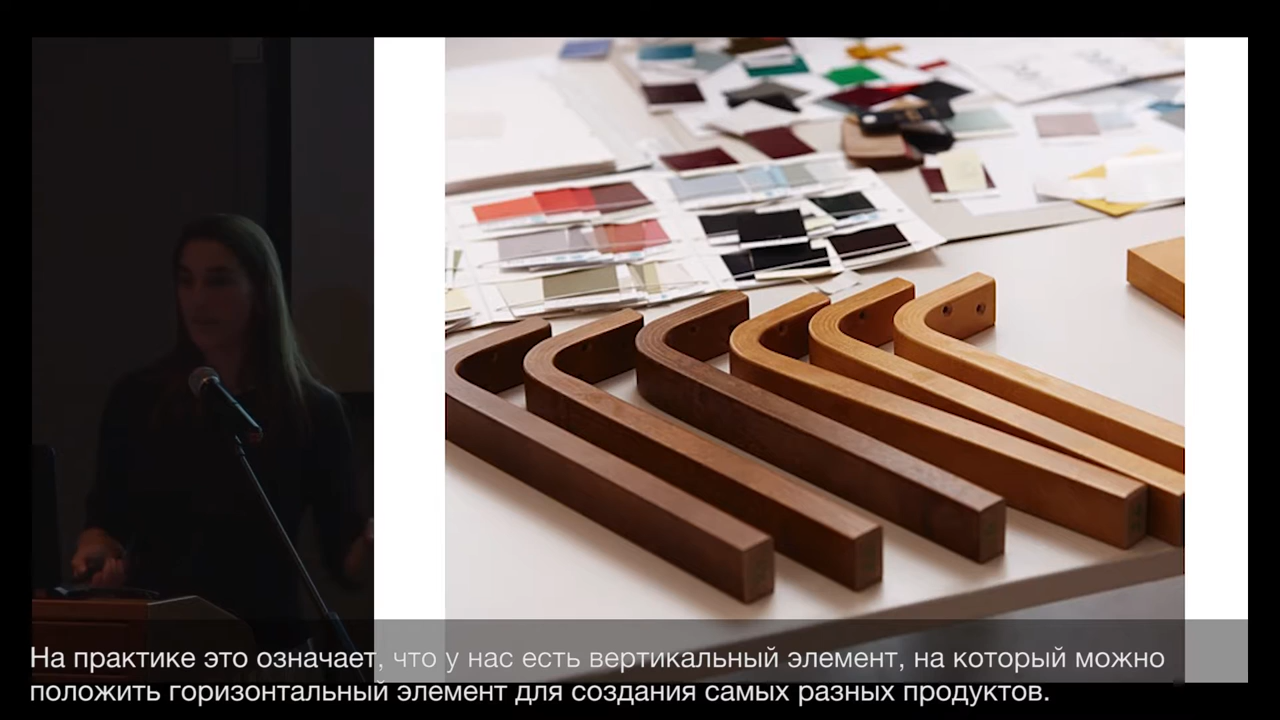 На практике это означает, что у нас есть вертикальный элемент, на который можно
положить горизонтальный элемент для создания самых разных продуктов.